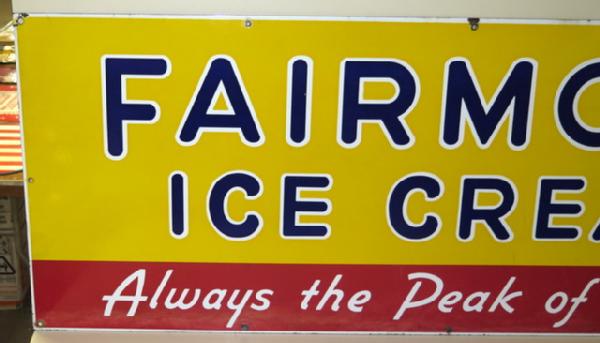 FAIRMO
ICE CREA
Always the Peak of